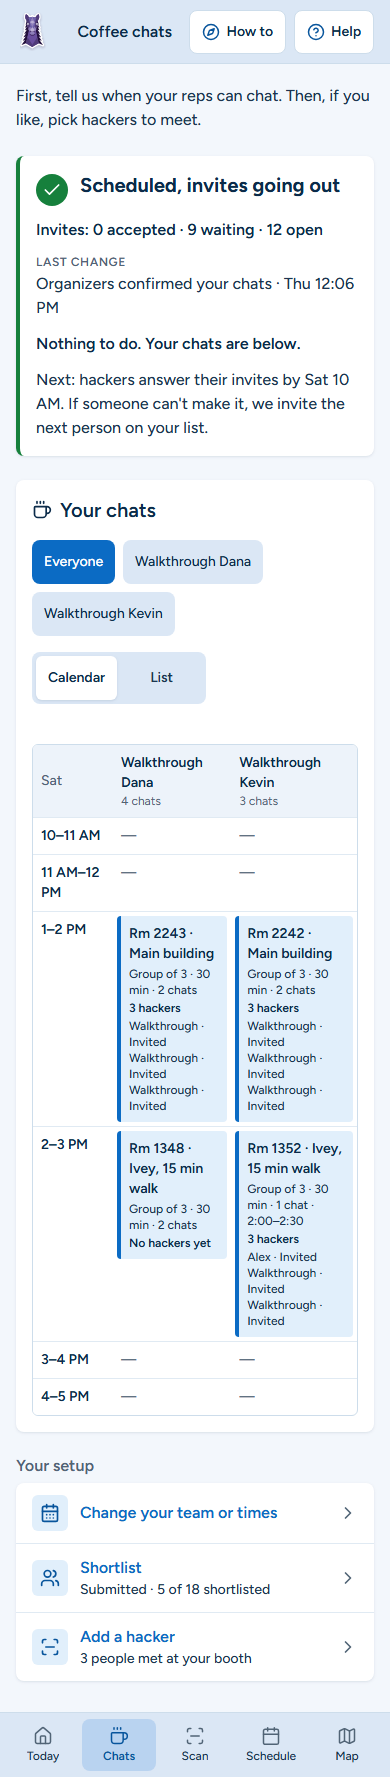 Coffee chats
How to
Help
First, tell us when your reps can chat. Then, if you
like, pick hackers to meet.
Scheduled, invites going out
Invites: 0 accepted · 9 waiting · 12 open
LAST CHANGE
Organizers confirmed your chats · Thu 12:06
PM
Nothing to do. Your chats are below.
Next: hackers answer their invites by Sat 10
AM. If someone can't make it, we invite the
next person on your list.
Your chats
Everyone
Walkthrough Dana
Walkthrough Kevin
Calendar
List
Sat
Walkthrough
Dana
4 chats
Walkthrough
Kevin
3 chats
10–11 AM
—
—
11 AM–12
PM
—
—
1–2 PM
Rm 2243 ·
Main building
Group of 3 · 30
min · 2 chats
3 hackers
Walkthrough ·
Invited
Walkthrough ·
Invited
Walkthrough ·
Invited
Rm 2242 ·
Main building
Group of 3 · 30
min · 2 chats
3 hackers
Walkthrough ·
Invited
Walkthrough ·
Invited
Walkthrough ·
Invited
2–3 PM
Rm 1348 ·
Ivey, 15 min
walk
Group of 3 · 30
min · 2 chats
No hackers yet
Rm 1352 · Ivey,
15 min walk
Group of 3 · 30
min · 1 chat ·
2:00–2:30
3 hackers
Alex · Invited
Walkthrough ·
Invited
Walkthrough ·
Invited
3–4 PM
—
—
4–5 PM
—
—
Your setup
Change your team or times
Shortlist
Submitted · 5 of 18 shortlisted
Add a hacker
3 people met at your booth
Today
Chats
Scan
Schedule
Map